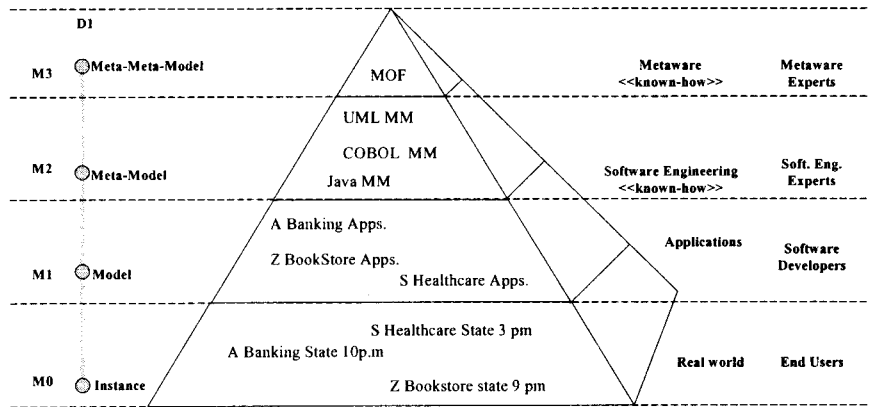 D1
M3 Meta-Meta-Model MOF Metaware Metaware
<<known-how>> Experts
UML MM
COBOL MM
M2 Meta-Model Java MM Software Engineering Soft. Eng.
<<known-how>> Experts
A Banking Apps.
Z BookStore Apps. Applications Software
M1 Model S Healthcare Apps. Developers
S Healthcare State 3 pm
A Banking State 10p.m
M0 Instance Z Bookstore state 9 pm Real world End Users